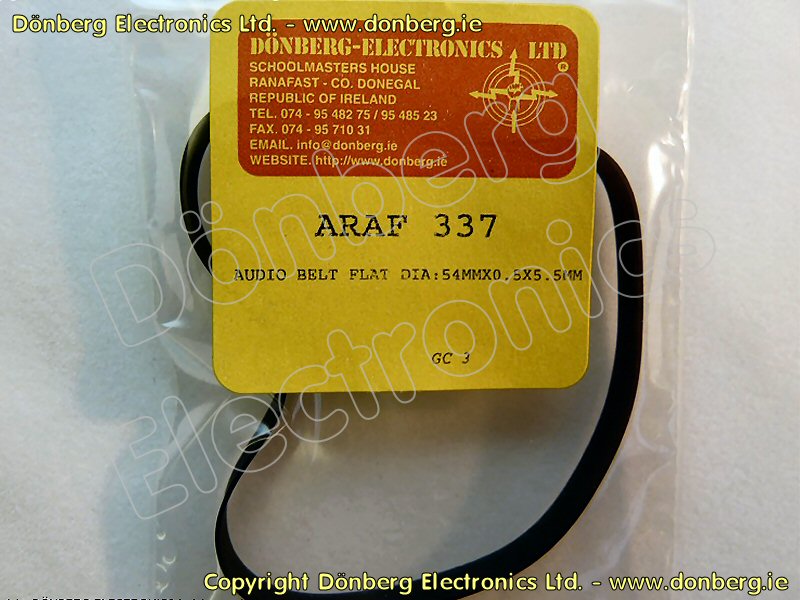 Dönberg Electronics Ltd. - www.donberg.ie
DÖNBERG-ELECTRONICS LTD
SCHOOLMASTERS HOUSE
RANAFAST - CO. DONEGAL
REPUBLIC OF IRELAND
TEL. 074 - 95 482 75 / 95 485 23
FAX. 074 - 95 710 31
EMAIL. info@donberg.ie
WEBSITE. http://www.donberg.ie
®
ARAF 337
AUDIO BELT FLAT DIA:54MMX0.5X5.5MM
GC 3
Dönberg
Electronics
Copyright Dönberg Electronics Ltd. - www.donberg.ie